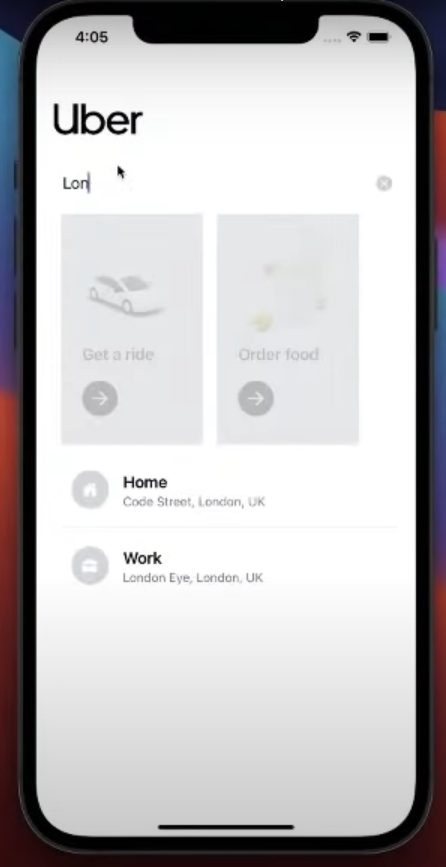 4:05
Uber
Lon
Get a ride
Order food
Home
Code Street, London, UK
Work
London Eye, London, UK